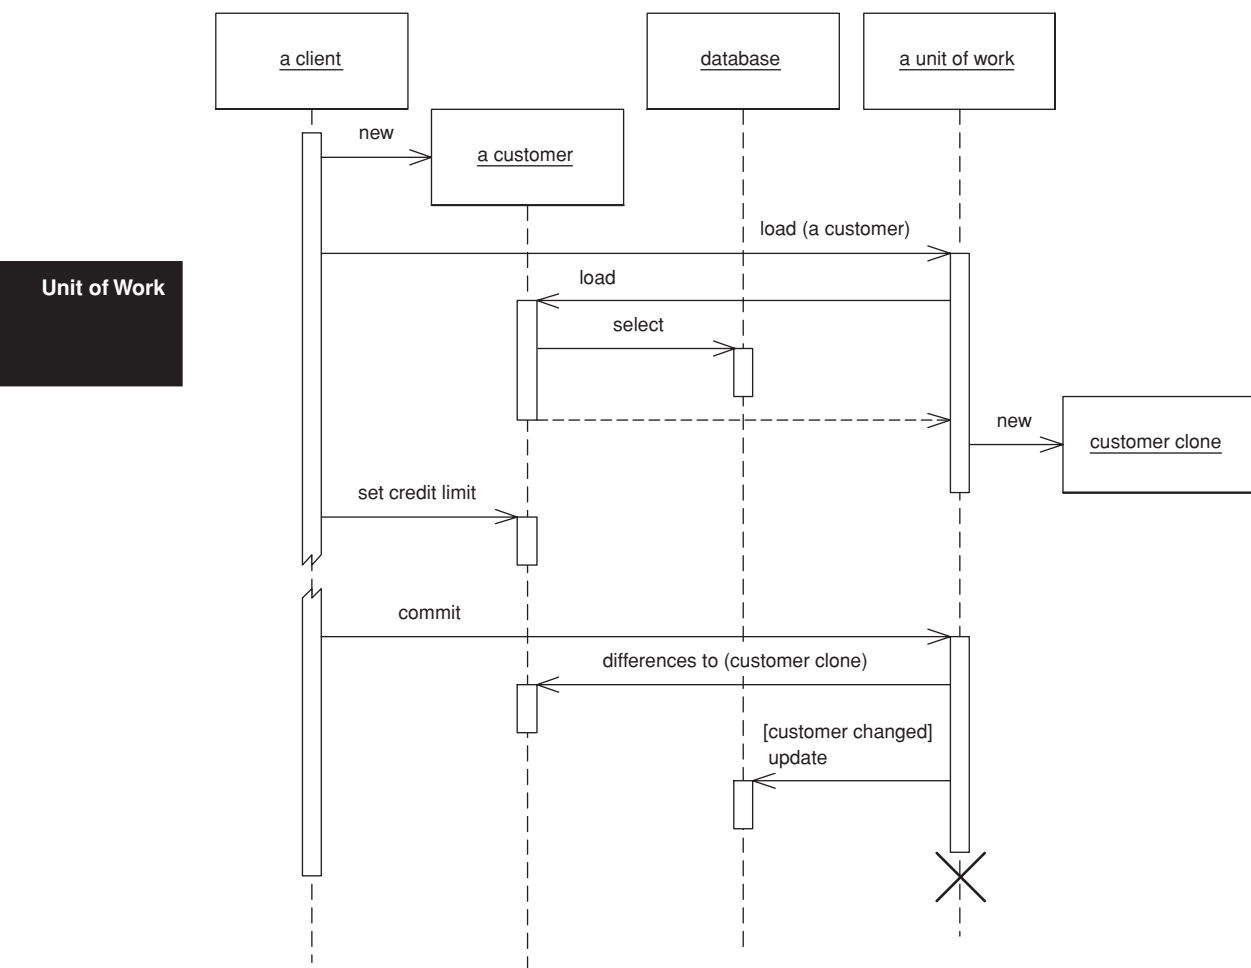 a client
database
a unit of work
new
a customer
load (a customer)
load
Unit of Work
select
new
customer clone
set credit limit
commit
differences to (customer clone)
[customer changed]
update